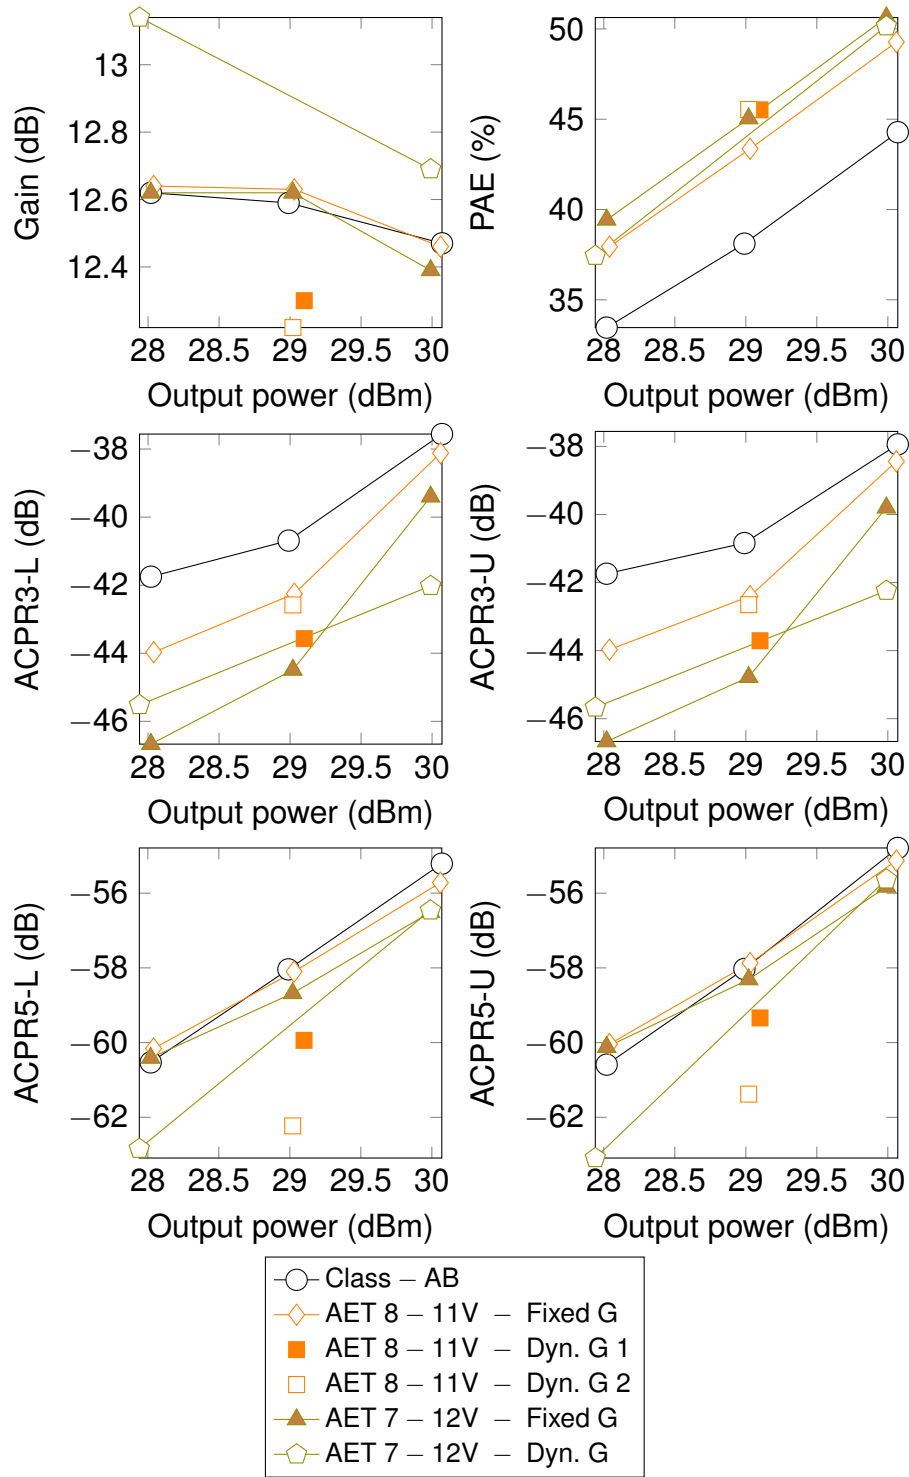 13
12.8
12.6
12.4
Gain (dB)
28 28.5 29 29.5 30
Output power (dBm)
50
45
40
35
PAE (%)
28 28.5 29 29.5 30
Output power (dBm)
−38
−40
−42
−44
−46
ACPR3-L (dB)
28 28.5 29 29.5 30
Output power (dBm)
−38
−40
−42
−44
−46
ACPR3-U (dB)
28 28.5 29 29.5 30
Output power (dBm)
−56
−58
−60
−62
ACPR5-L (dB)
28 28.5 29 29.5 30
Output power (dBm)
−56
−58
−60
−62
ACPR5-U (dB)
28 28.5 29 29.5 30
Output power (dBm)
Class − AB
AET 8 − 11V − Fixed G
AET 8 − 11V − Dyn. G 1
AET 8 − 11V − Dyn. G 2
AET 7 − 12V − Fixed G
AET 7 − 12V − Dyn. G